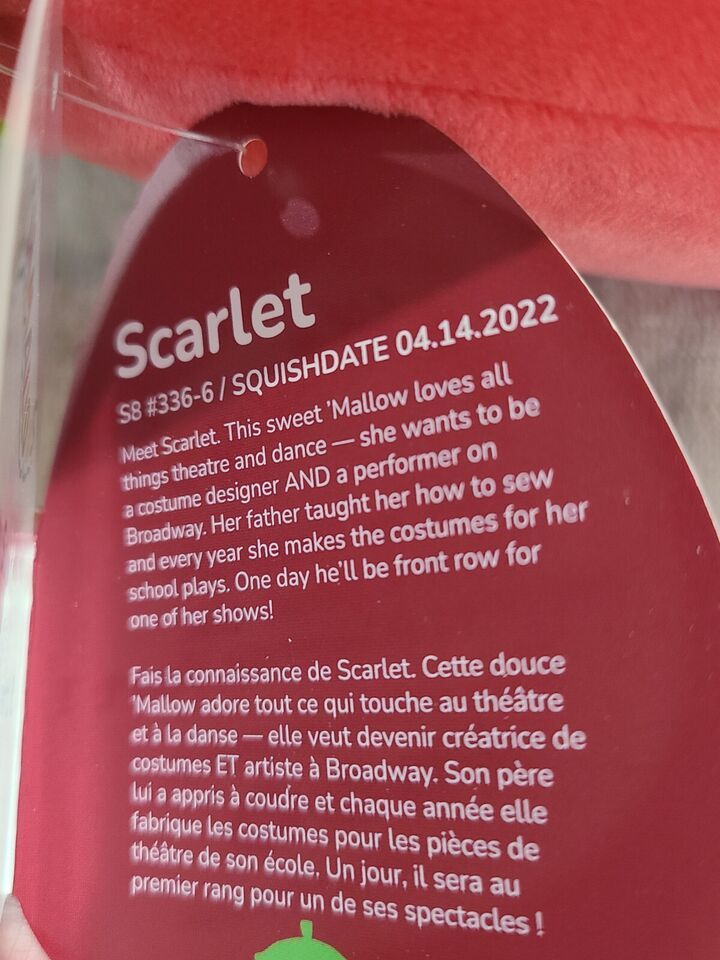 Scarlet
S8 #336-6 / SQUISHDATE 04.14.2022
Meet Scarlet. This sweet 'Mallow loves all
things theatre and dance — she wants to be
a costume designer AND a performer on
Broadway. Her father taught her how to sew
and every year she makes the costumes for her
school plays. One day he'll be front row for
one of her shows!
Fais la connaissance de Scarlet. Cette douce
'Mallow adore tout ce qui touche au théâtre
et à la danse — elle veut devenir créatrice de
costumes ET artiste à Broadway. Son père
lui a appris à coudre et chaque année elle
fabrique les costumes pour les pièces de
théâtre de son école. Un jour, il sera au
premier rang pour un de ses spectacles !